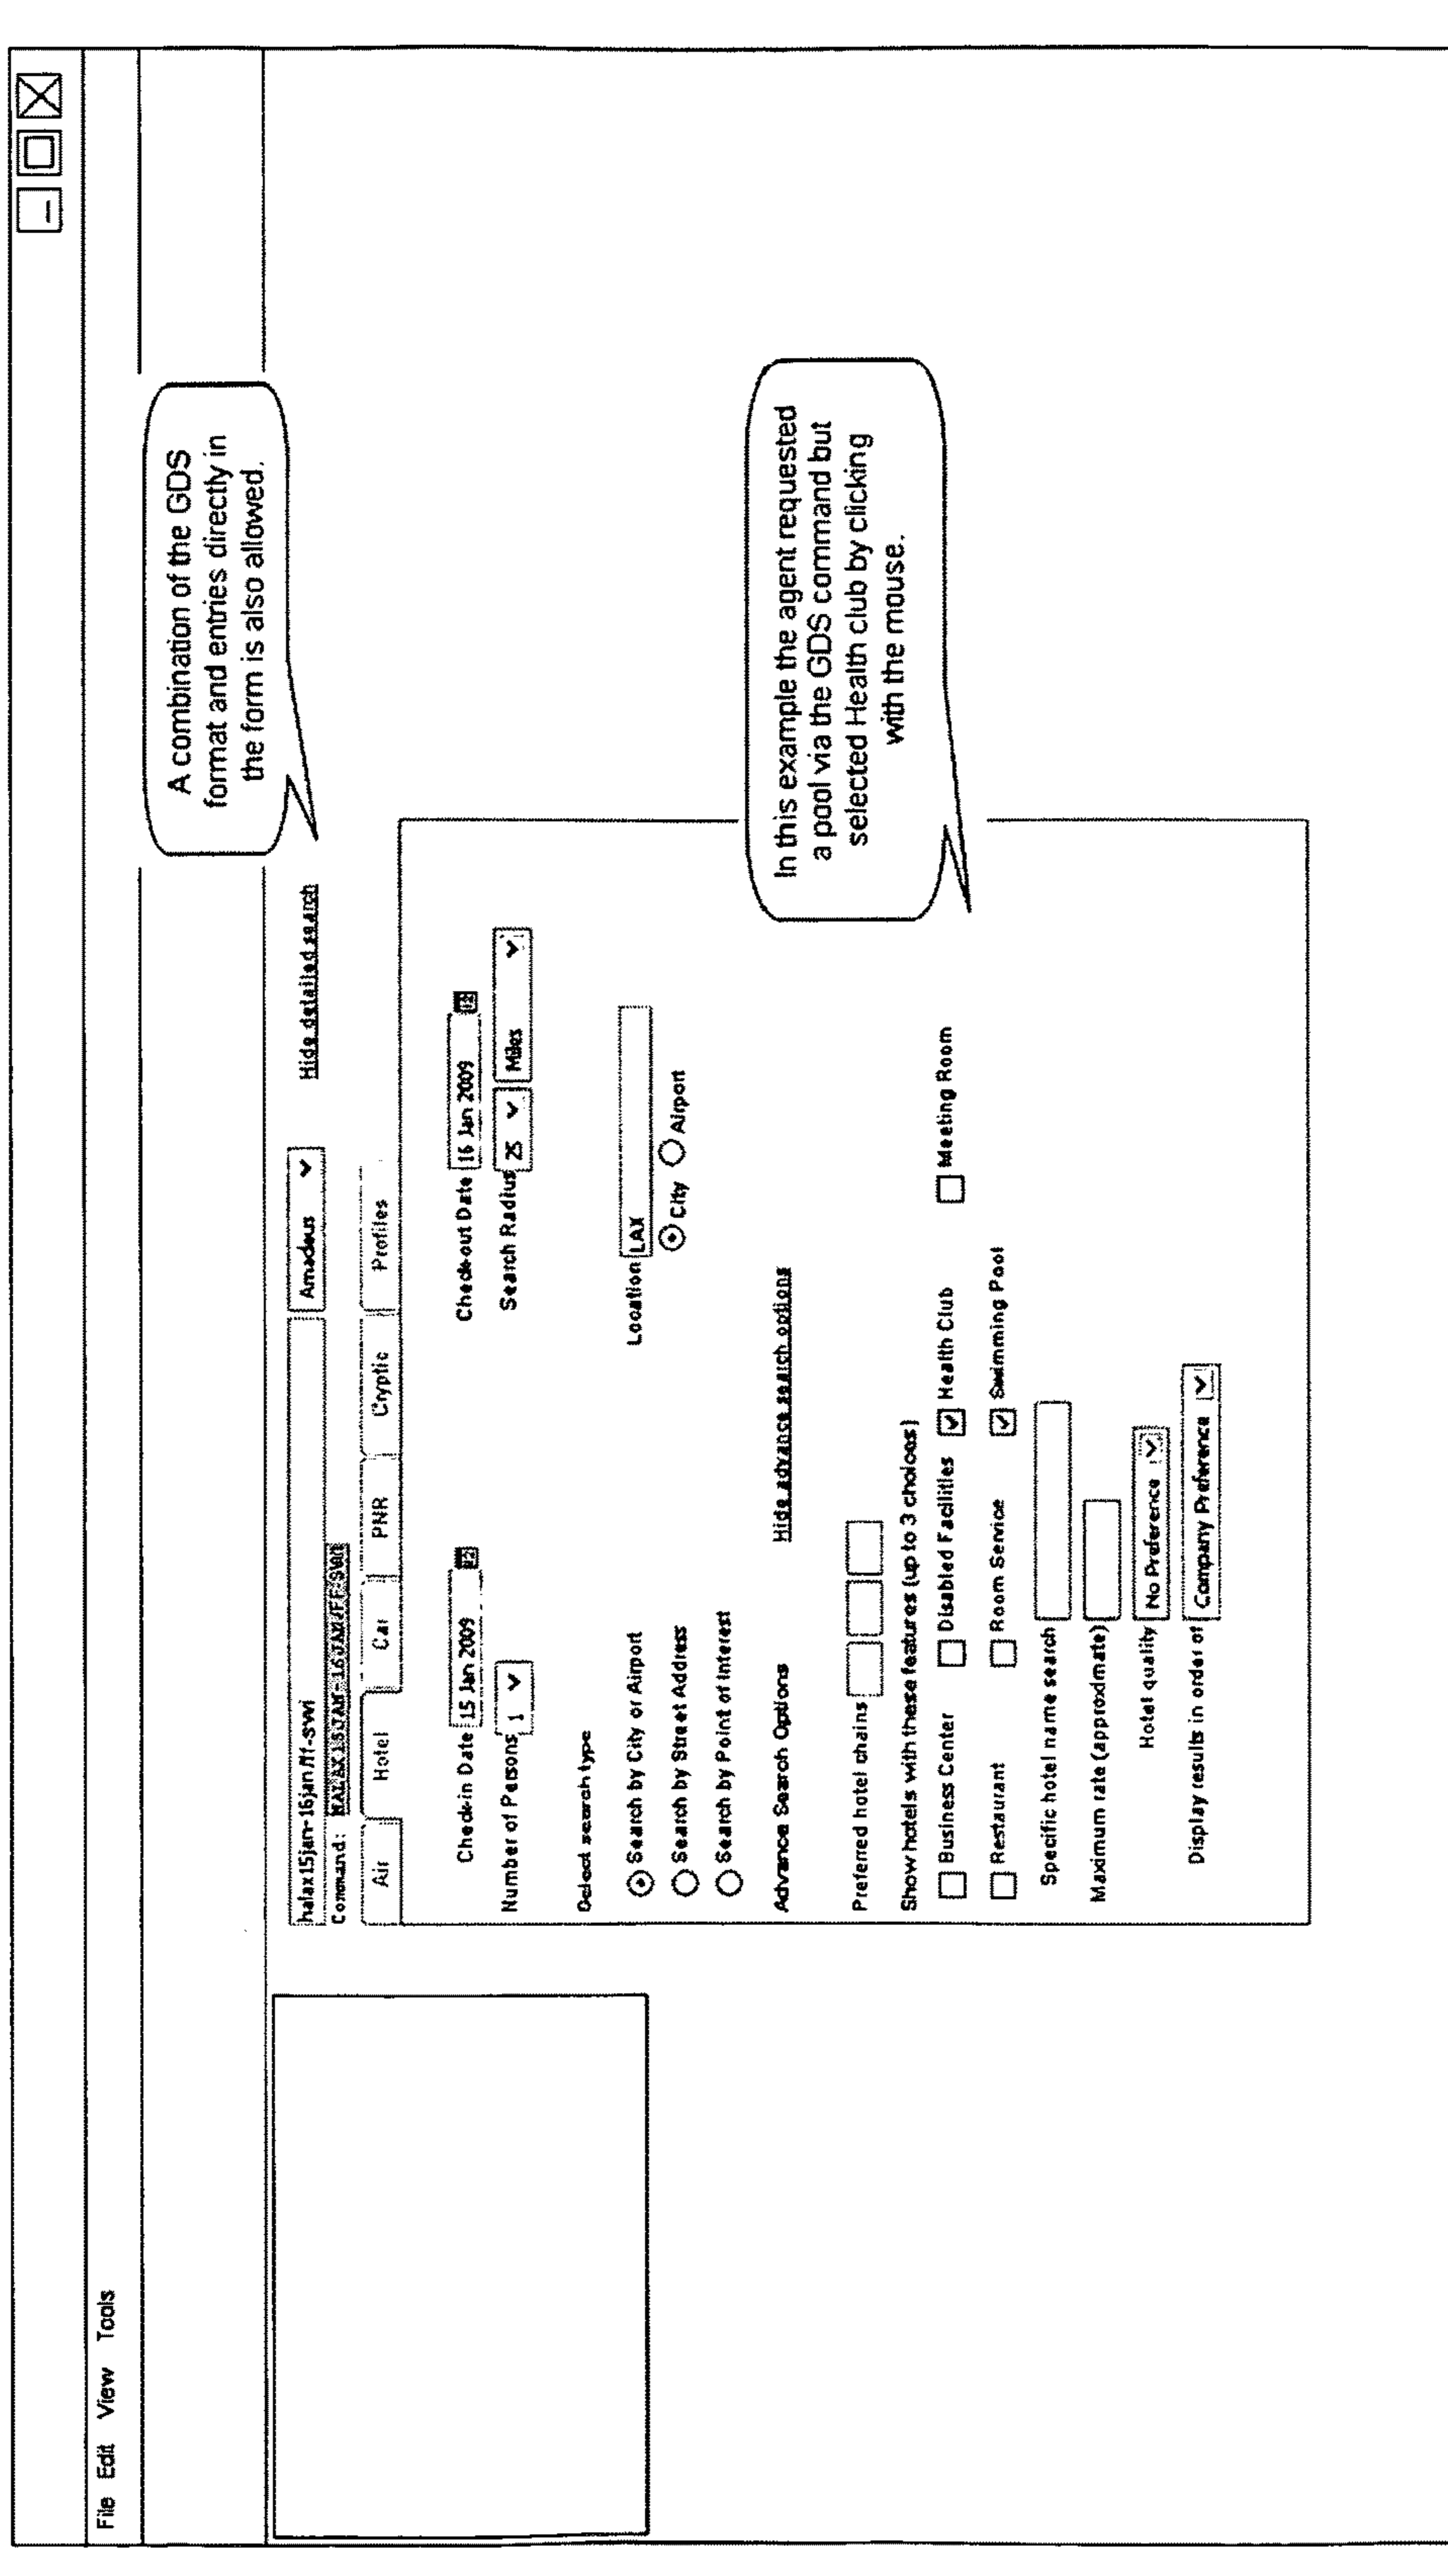 File Edit View Tools
A combination of the GDS
format and entries directly in
the form is also allowed.
halax15jan-16jan/ff-swi
Amadeus
Hide detailed search
Command:
Air Hotel Car PNR Cryptic Profiles
Check-in Date 15 Jan 2009
Check-out Date 16 Jan 2009
Number of Persons 1
Search Radius 25 Miles
Select search type
Search by City or Airport
Location LAX
Search by Street Address
City Airport
Search by Point of Interest
Advance Search Options
Hide advance search options
In this example the agent requested
a pool via the GDS command but
selected Health club by clicking
with the mouse.
Preferred hotel chains
Show hotels with these features (up to 3 choices)
Business Center Disabled Facilities Health Club Meeting Room
Restaurant Room Service Swimming Pool
Specific hotel name search
Maximum rate (approximate)
Hotel quality No Preference
Display results in order of Company Preference